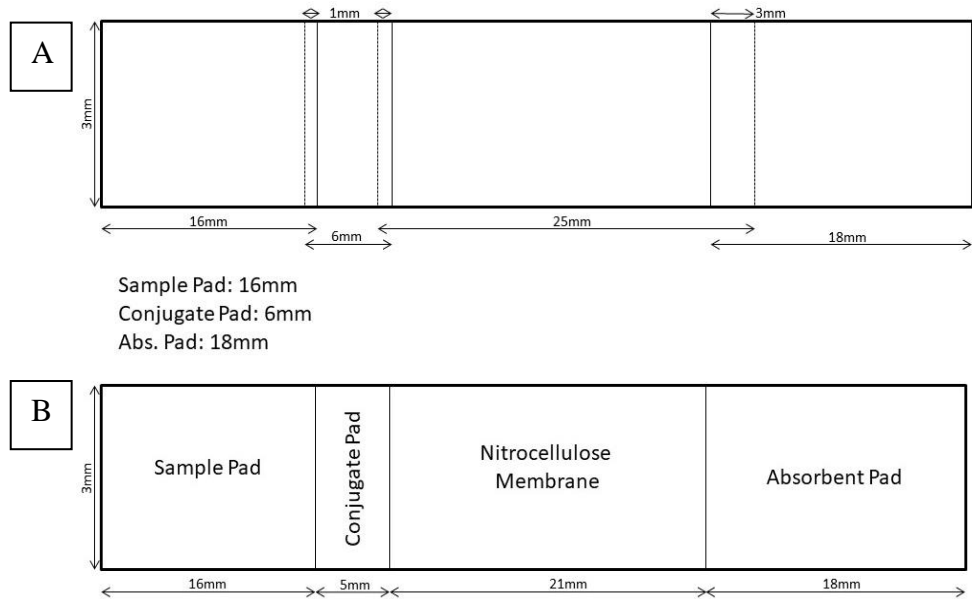 1mm
3mm
A
3mm
16mm
25mm
6mm
18mm
Sample Pad: 16mm
Conjugate Pad: 6mm
Abs. Pad: 18mm
B
3mm
Sample Pad
Conjugate Pad
Nitrocellulose
Membrane
Absorbent Pad
16mm
5mm
21mm
18mm